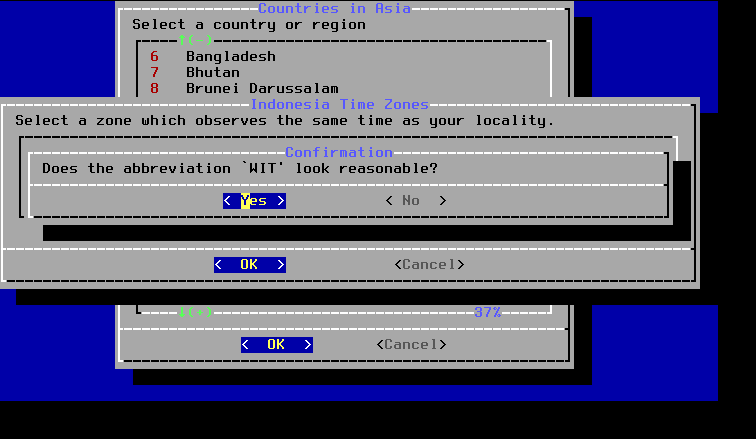 Countries in Asia
Select a country or region
↑(-)
6 Bangladesh
7 Bhutan
8 Brunei Darussalam
Indonesia Time Zones
Select a zone which observes the same time as your locality.
Confirmation
Does the abbreviation `WIT' look reasonable?
< Yes > < No >
< OK > <Cancel>
↓(+) 37%
< OK > <Cancel>